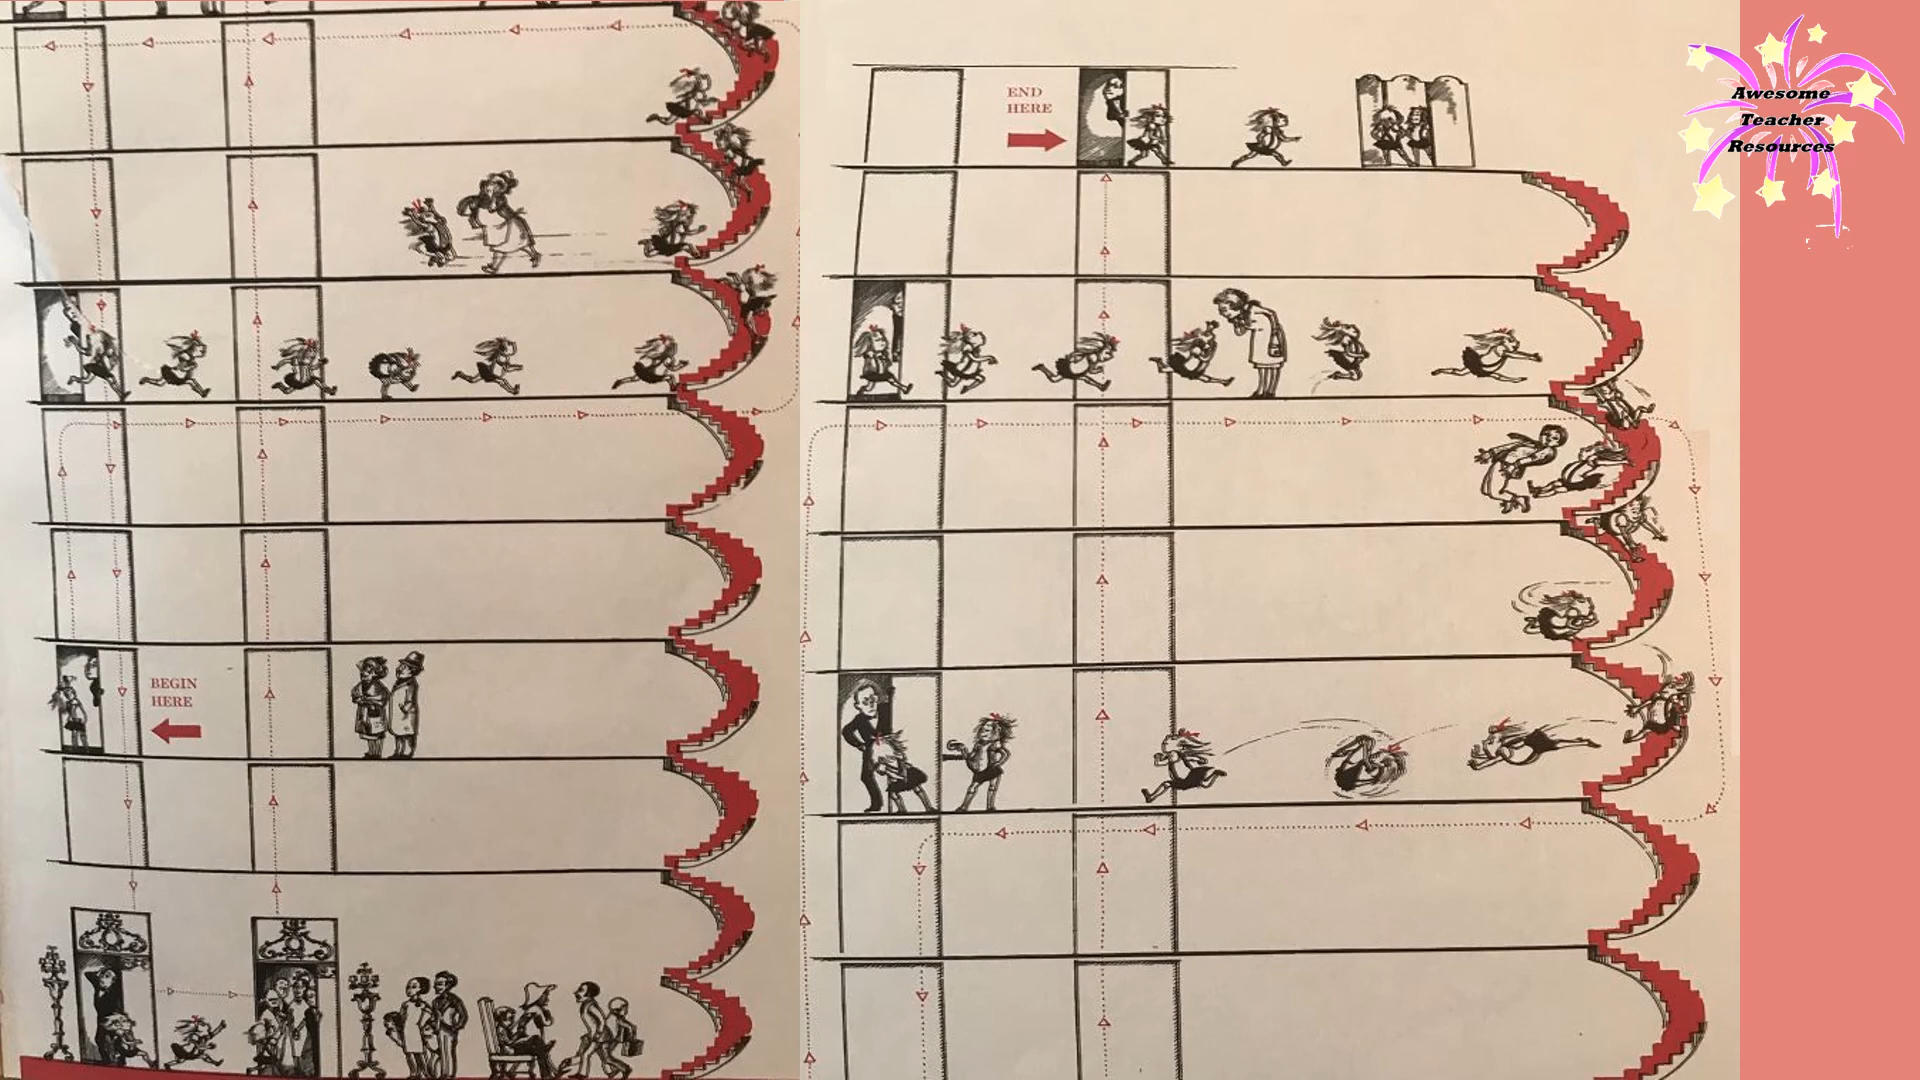 BEGIN
HERE
END
HERE
Awesome
Teacher
Resources